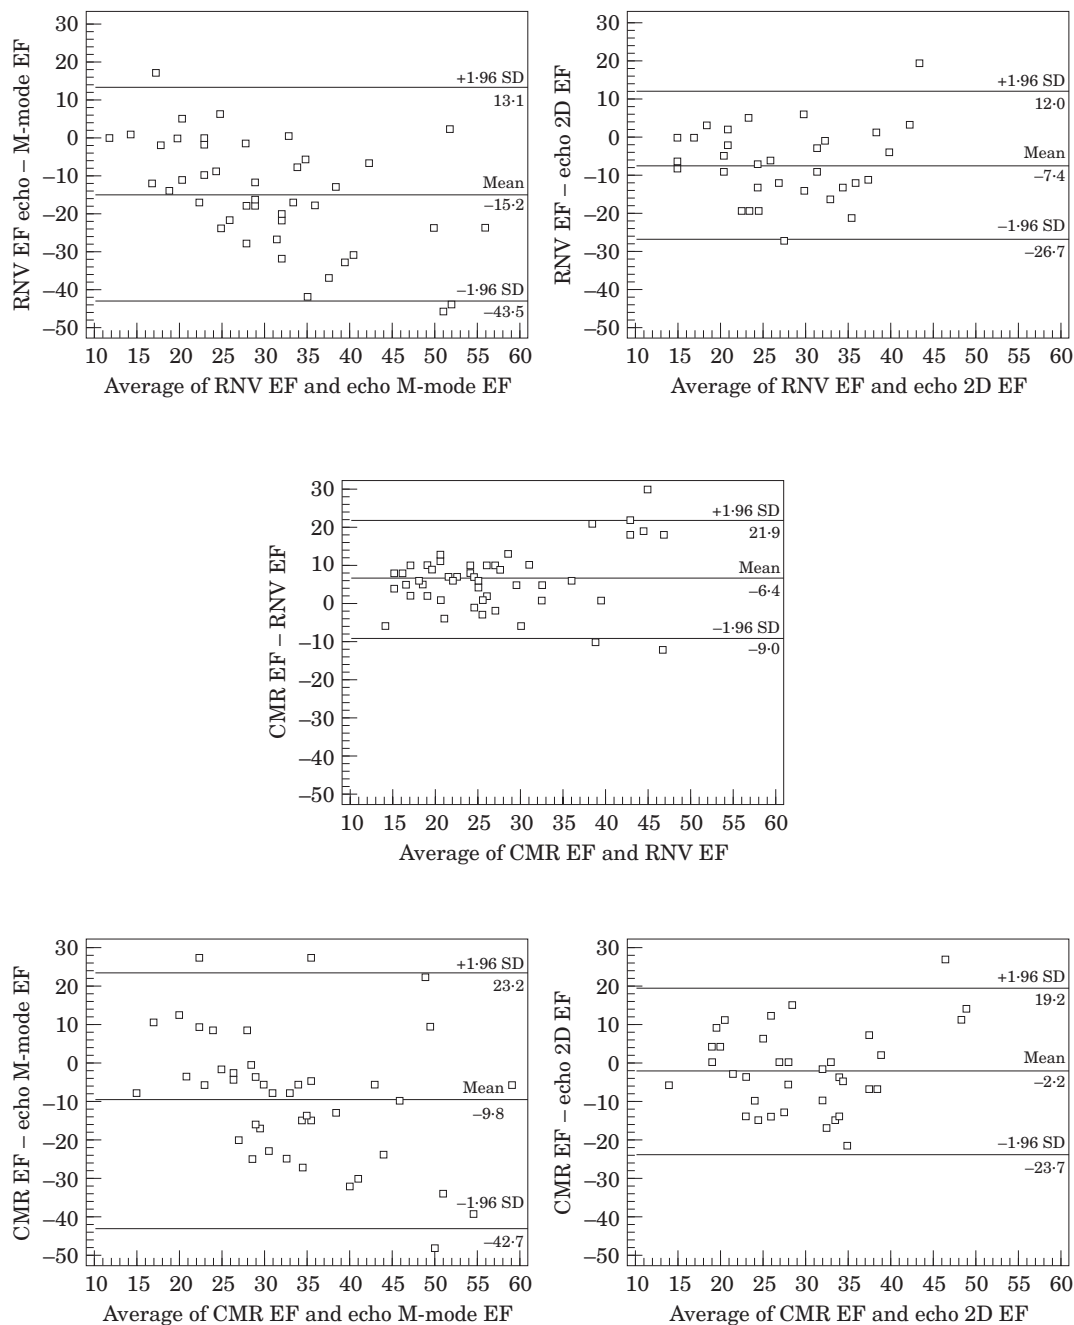 30
20
10
0
–10
–20
–30
–40
–50
RNV EF echo – M-mode EF
+1·96 SD
13·1
Mean
–15·2
–1·96 SD
–43·5
10 15 20 25 30 35 40 45 50 55 60
Average of RNV EF and echo M-mode EF
30
20
10
0
–10
–20
–30
–40
–50
RNV EF – echo 2D EF
+1·96 SD
12·0
Mean
–7·4
–1·96 SD
–26·7
10 15 20 25 30 35 40 45 50 55 60
Average of RNV EF and echo 2D EF
30
20
10
0
–10
–20
–30
–40
–50
CMR EF – RNV EF
+1·96 SD
21·9
Mean
–6·4
–1·96 SD
–9·0
10 15 20 25 30 35 40 45 50 55 60
Average of CMR EF and RNV EF
30
20
10
0
–10
–20
–30
–40
–50
CMR EF – echo M-mode EF
+1·96 SD
23·2
Mean
–9·8
–1·96 SD
–42·7
10 15 20 25 30 35 40 45 50 55 60
Average of CMR EF and echo M-mode EF
30
20
10
0
–10
–20
–30
–40
–50
CMR EF – echo 2D EF
+1·96 SD
19·2
Mean
–2·2
–1·96 SD
–23·7
10 15 20 25 30 35 40 45 50 55 60
Average of CMR EF and echo 2D EF